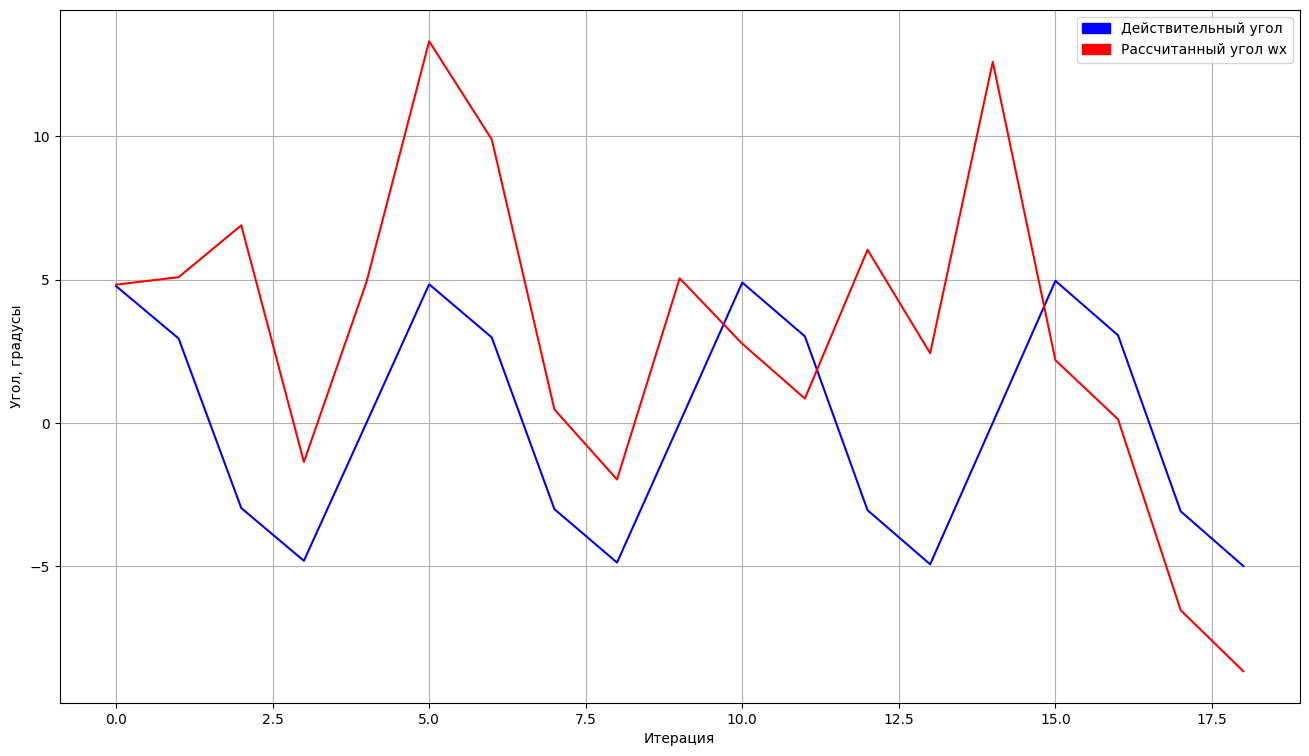 Действительный угол
Рассчитанный угол wx
10
5
0
−5
Угол, градусы
0.0 2.5 5.0 7.5 10.0 12.5 15.0 17.5
Итерация